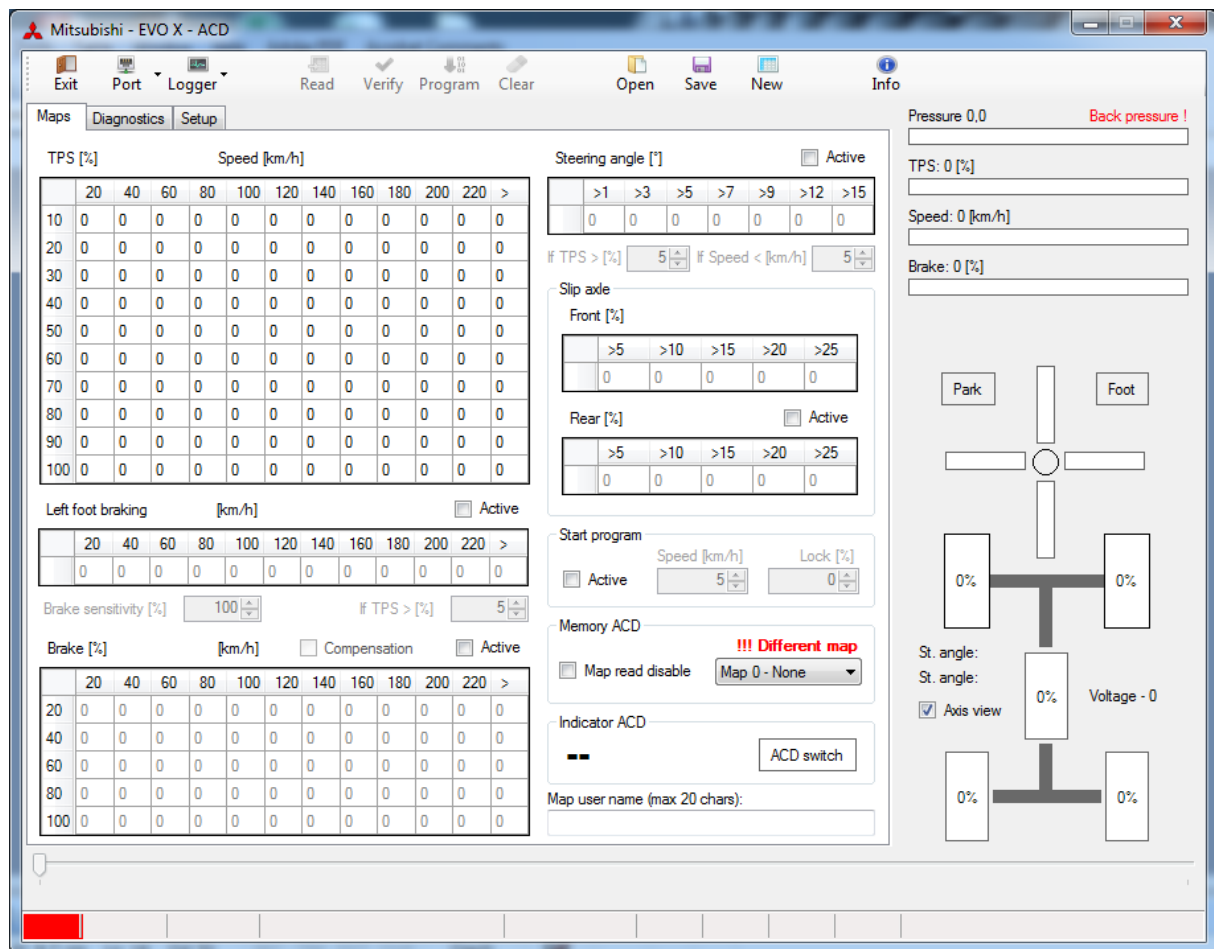 Mitsubishi - EVO X - ACD
Exit Port Logger Read Verify Program Clear Open Save New Info
Maps Diagnostics Setup
TPS [%] Speed [km/h]
20 40 60 80 100 120 140 160 180 200 220 >
10 0 0 0 0 0 0 0 0 0 0 0 0
20 0 0 0 0 0 0 0 0 0 0 0 0
30 0 0 0 0 0 0 0 0 0 0 0 0
40 0 0 0 0 0 0 0 0 0 0 0 0
50 0 0 0 0 0 0 0 0 0 0 0 0
60 0 0 0 0 0 0 0 0 0 0 0 0
70 0 0 0 0 0 0 0 0 0 0 0 0
80 0 0 0 0 0 0 0 0 0 0 0 0
90 0 0 0 0 0 0 0 0 0 0 0 0
100 0 0 0 0 0 0 0 0 0 0 0 0
Left foot braking [km/h] Active
20 40 60 80 100 120 140 160 180 200 220 >
0 0 0 0 0 0 0 0 0 0 0 0
Brake sensitivity [%] 100 If TPS > [%] 5
Brake [%] [km/h] Compensation Active
20 40 60 80 100 120 140 160 180 200 220 >
20 0 0 0 0 0 0 0 0 0 0 0 0
40 0 0 0 0 0 0 0 0 0 0 0 0
60 0 0 0 0 0 0 0 0 0 0 0 0
80 0 0 0 0 0 0 0 0 0 0 0 0
100 0 0 0 0 0 0 0 0 0 0 0 0
Steering angle [°] Active
>1 >3 >5 >7 >9 >12 >15
0 0 0 0 0 0 0
If TPS > [%] 5 If Speed < [km/h] 5
Slip axle
Front [%]
>5 >10 >15 >20 >25
0 0 0 0 0
Rear [%] Active
>5 >10 >15 >20 >25
0 0 0 0 0
Start program
Speed [km/h] Lock [%]
Active 5 0
Memory ACD
!!! Different map
Map read disable Map 0 - None
Indicator ACD
-- ACD switch
Map user name (max 20 chars):
Pressure 0,0 Back pressure !
TPS: 0 [%]
Speed: 0 [km/h]
Brake: 0 [%]
Park Foot
0% 0%
St. angle:
St. angle:
0% Voltage - 0
Axis view
0% 0%